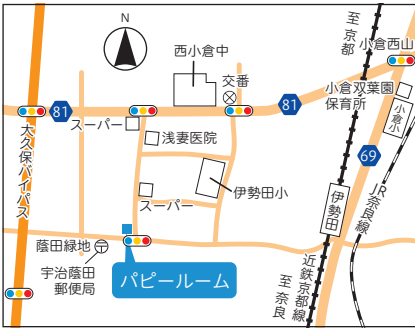 N
至 京都
小倉西山
西小倉中
交番
小倉双葉園
保育所
小倉小
81
81
スーパー
浅妻医院
大久保バイパス
69
伊勢田小
スーパー
伊勢田
JR奈良線
蔭田緑地
宇治蔭田
郵便局
パピールーム
近鉄京都線
至 奈良